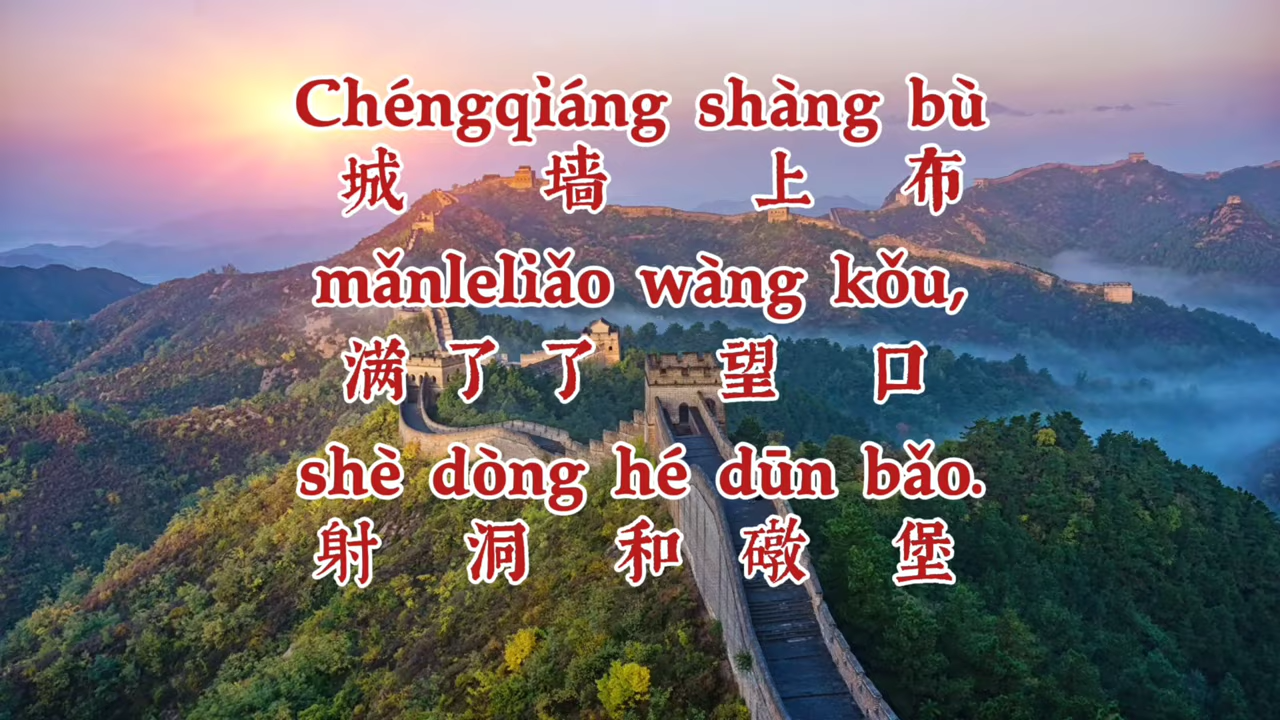 Chéngqiáng shàng bù
城 墙 上 布
mǎnleliǎo wàng kǒu,
满 了 了 望 口
shè dòng hé dūn bǎo.
射 洞 和 礅 堡